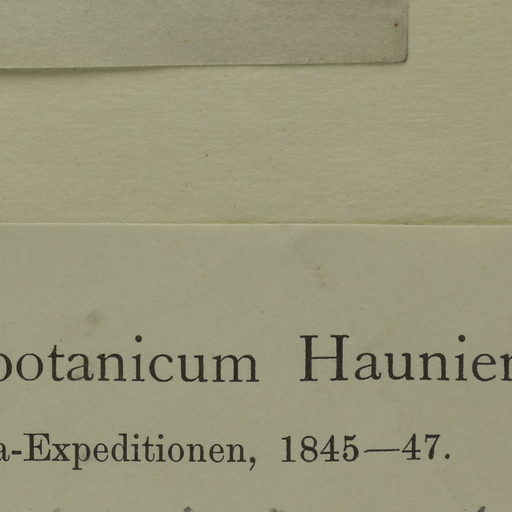 botanicum Haunien
a-Expeditionen, 1845—47.